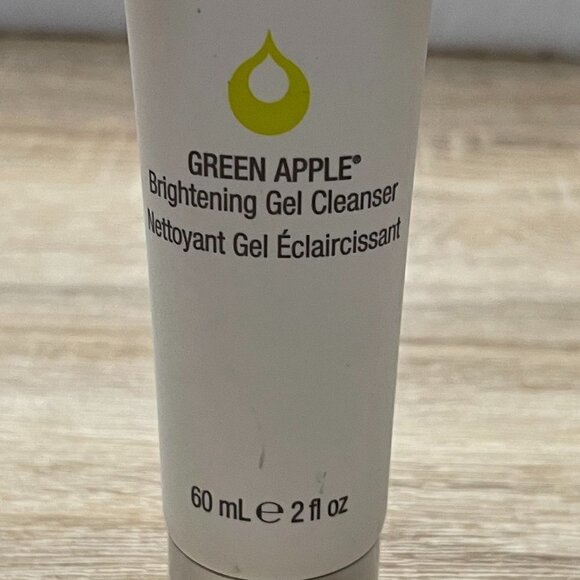 GREEN APPLE®
Brightening Gel Cleanser
Nettoyant Gel Éclaircissant
60 mL ℮ 2 fl oz